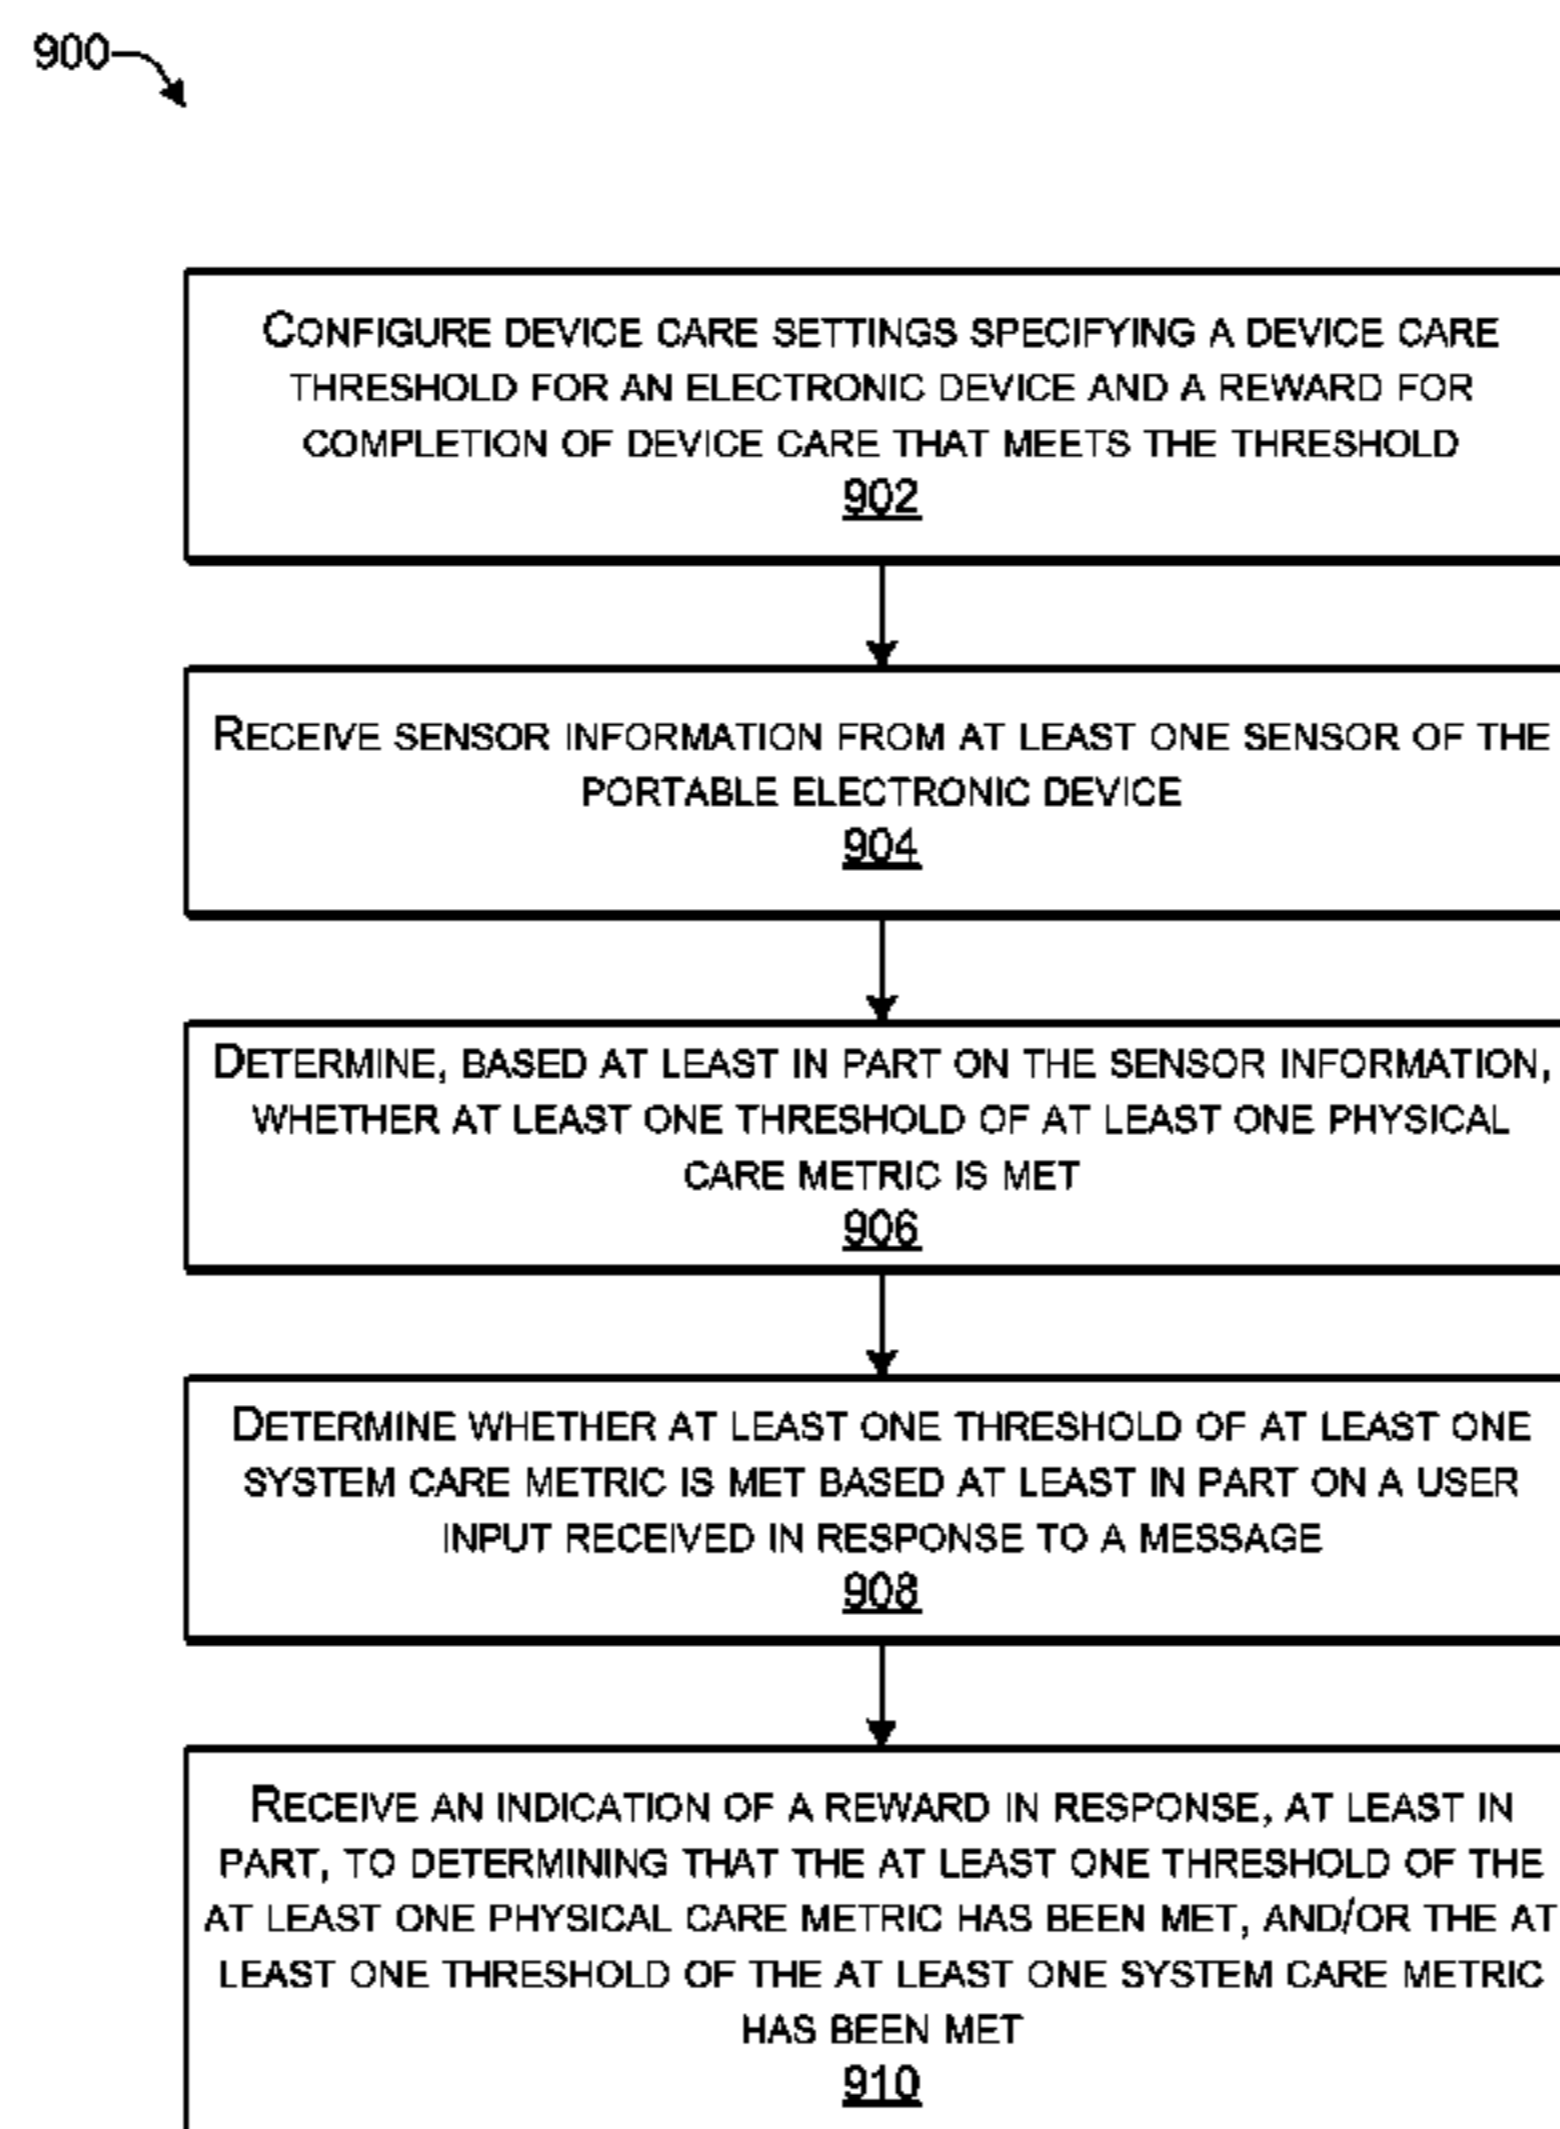 900
CONFIGURE DEVICE CARE SETTINGS SPECIFYING A DEVICE CARE
THRESHOLD FOR AN ELECTRONIC DEVICE AND A REWARD FOR
COMPLETION OF DEVICE CARE THAT MEETS THE THRESHOLD
902
RECEIVE SENSOR INFORMATION FROM AT LEAST ONE SENSOR OF THE
PORTABLE ELECTRONIC DEVICE
904
DETERMINE, BASED AT LEAST IN PART ON THE SENSOR INFORMATION,
WHETHER AT LEAST ONE THRESHOLD OF AT LEAST ONE PHYSICAL
CARE METRIC IS MET
906
DETERMINE WHETHER AT LEAST ONE THRESHOLD OF AT LEAST ONE
SYSTEM CARE METRIC IS MET BASED AT LEAST IN PART ON A USER
INPUT RECEIVED IN RESPONSE TO A MESSAGE
908
RECEIVE AN INDICATION OF A REWARD IN RESPONSE, AT LEAST IN
PART, TO DETERMINING THAT THE AT LEAST ONE THRESHOLD OF THE
AT LEAST ONE PHYSICAL CARE METRIC HAS BEEN MET, AND/OR THE AT
LEAST ONE THRESHOLD OF THE AT LEAST ONE SYSTEM CARE METRIC
HAS BEEN MET
910